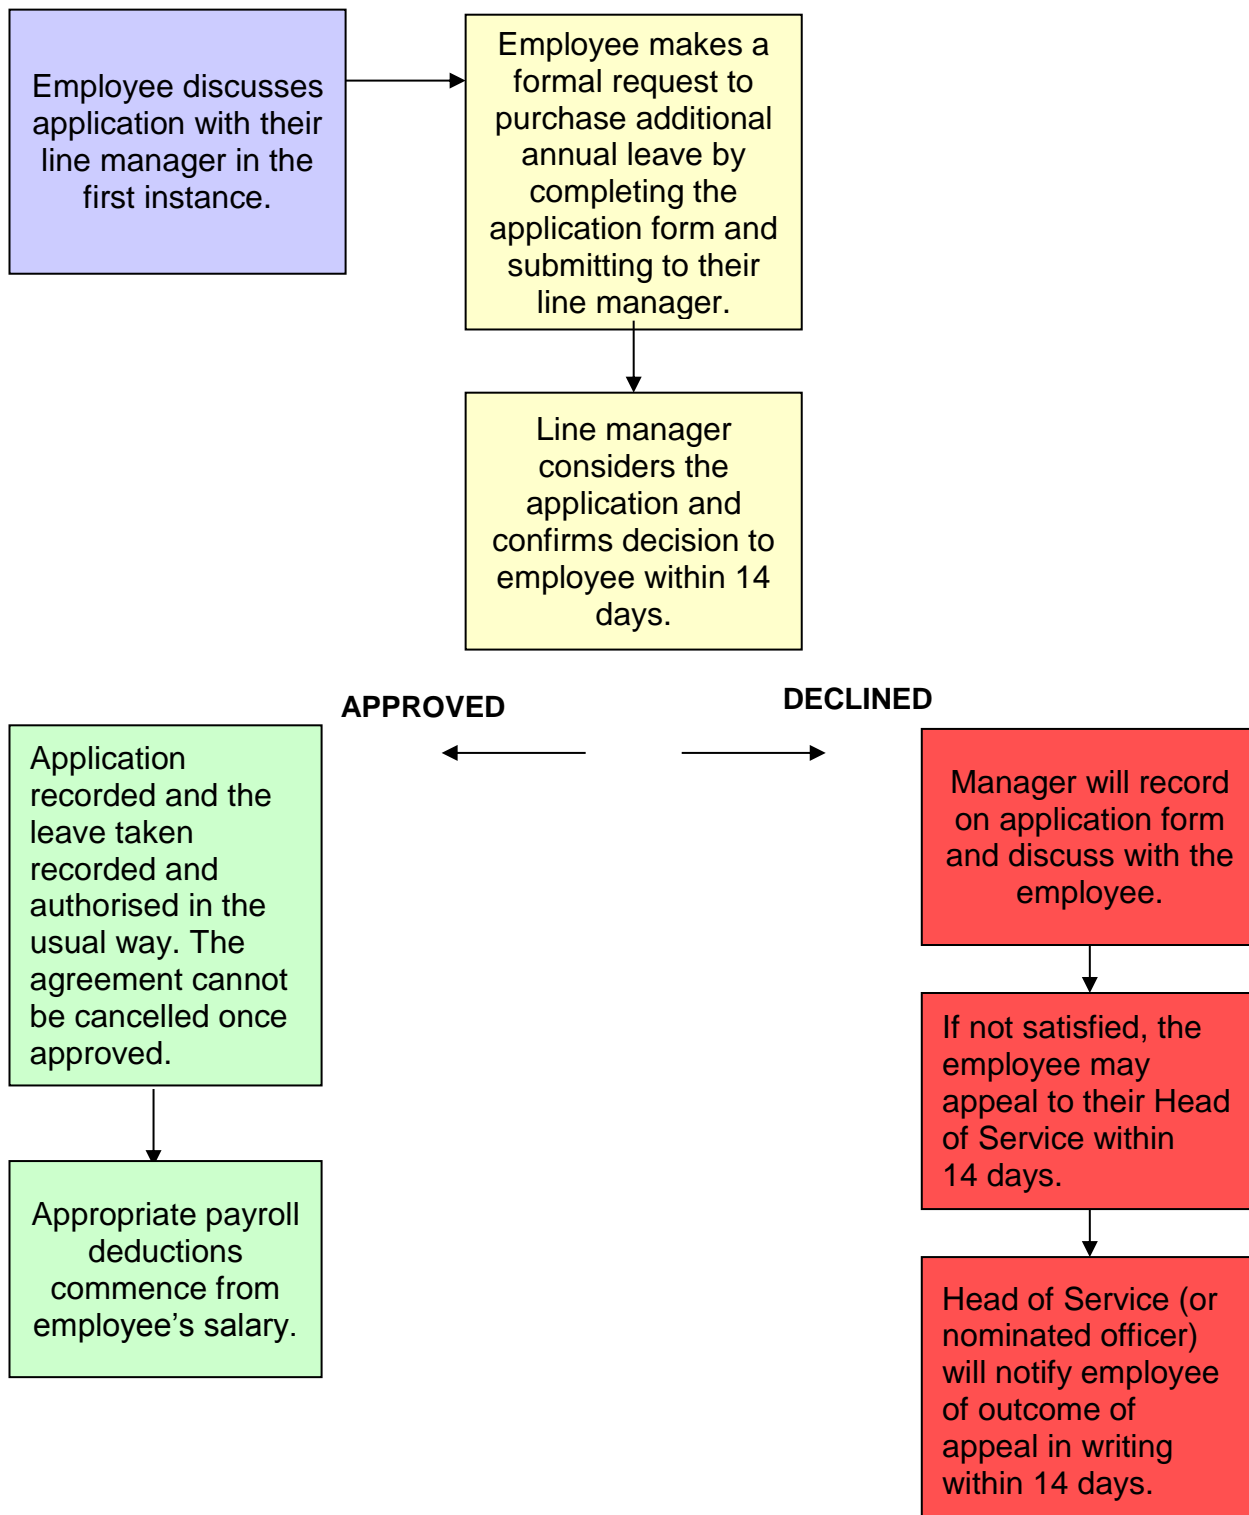 Employee discusses
application with their
line manager in the
first instance.
Employee makes a
formal request to
purchase additional
annual leave by
completing the
application form and
submitting to their
line manager.
Line manager
considers the
application and
confirms decision to
employee within 14
days.
APPROVED
DECLINED
Application
recorded and the
leave taken
recorded and
authorised in the
usual way. The
agreement cannot
be cancelled once
approved.
Appropriate payroll
deductions
commence from
employee’s salary.
Manager will record
on application form
and discuss with the
employee.
If not satisfied, the
employee may
appeal to their Head
of Service within
14 days.
Head of Service (or
nominated officer)
will notify employee
of outcome of
appeal in writing
within 14 days.